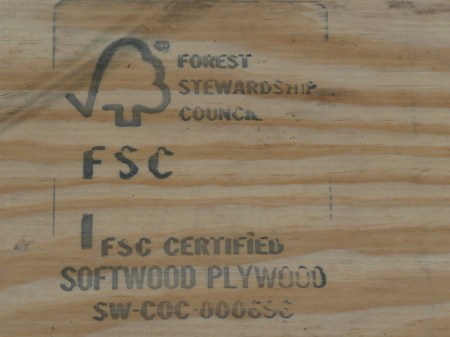 FOREST
STEWARDSHIP
COUNCIL
FSC
FSC CERTIFIED
SOFTWOOD PLYWOOD